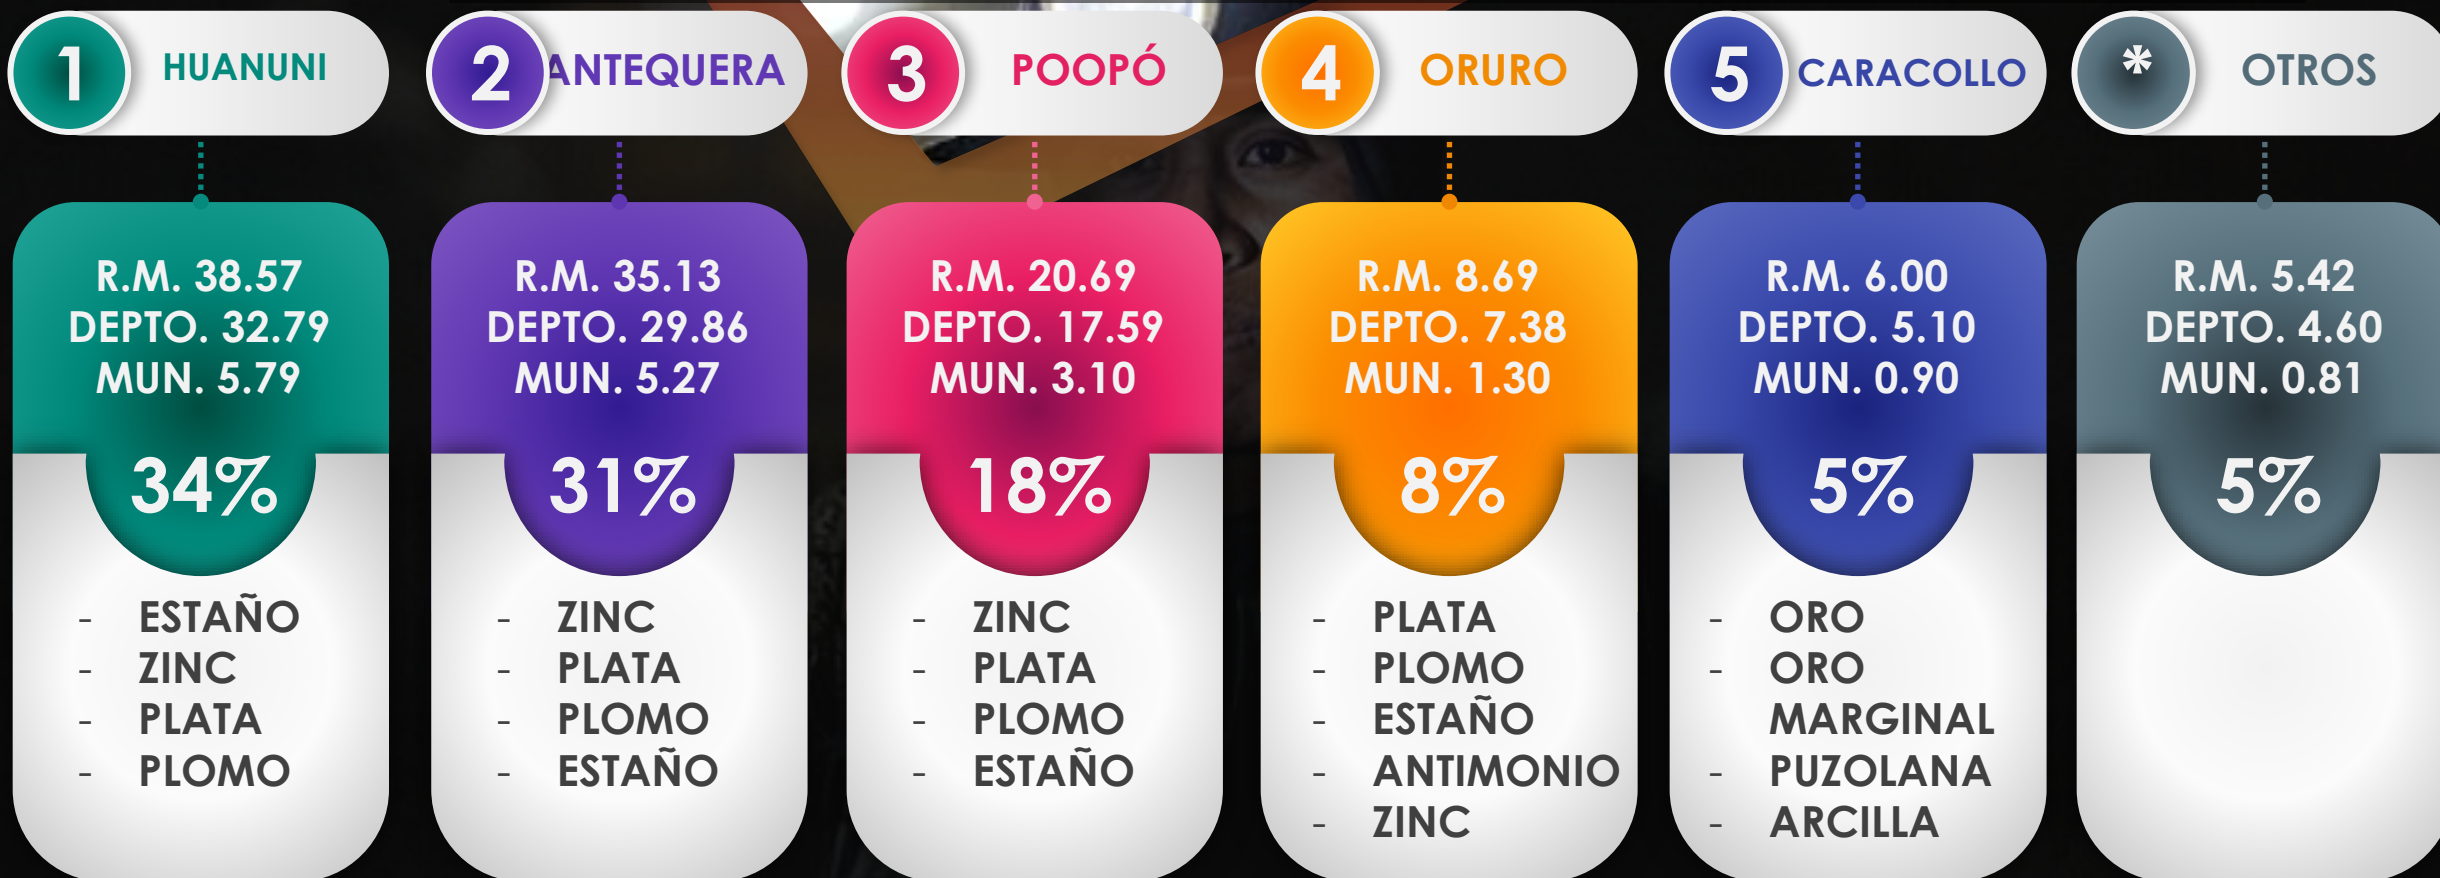 1 HUANUNI
R.M. 38.57
DEPTO. 32.79
MUN. 5.79
34%
- ESTAÑO
- ZINC
- PLATA
- PLOMO
2 ANTEQUERA
R.M. 35.13
DEPTO. 29.86
MUN. 5.27
31%
- ZINC
- PLATA
- PLOMO
- ESTAÑO
3 POOPÓ
R.M. 20.69
DEPTO. 17.59
MUN. 3.10
18%
- ZINC
- PLATA
- PLOMO
- ESTAÑO
4 ORURO
R.M. 8.69
DEPTO. 7.38
MUN. 1.30
8%
- PLATA
- PLOMO
- ESTAÑO
- ANTIMONIO
- ZINC
5 CARACOLLO
R.M. 6.00
DEPTO. 5.10
MUN. 0.90
5%
- ORO
- ORO
MARGINAL
- PUZOLANA
- ARCILLA
* OTROS
R.M. 5.42
DEPTO. 4.60
MUN. 0.81
5%